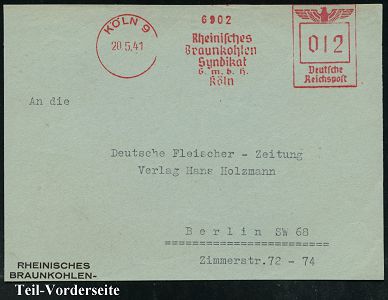 KÖLN 9
20.5.41
6902
Rheinisches
Braunkohlen
Syndikat
G.m.b.H.
Köln
012
Deutsche
Reichspost
An die
Deutsche Fleischer - Zeitung
Verlag Hans Holzmann
Berlin SW 68
Zimmerstr.72 - 74
RHEINISCHES
BRAUNKOHLEN-
Teil-Vorderseite